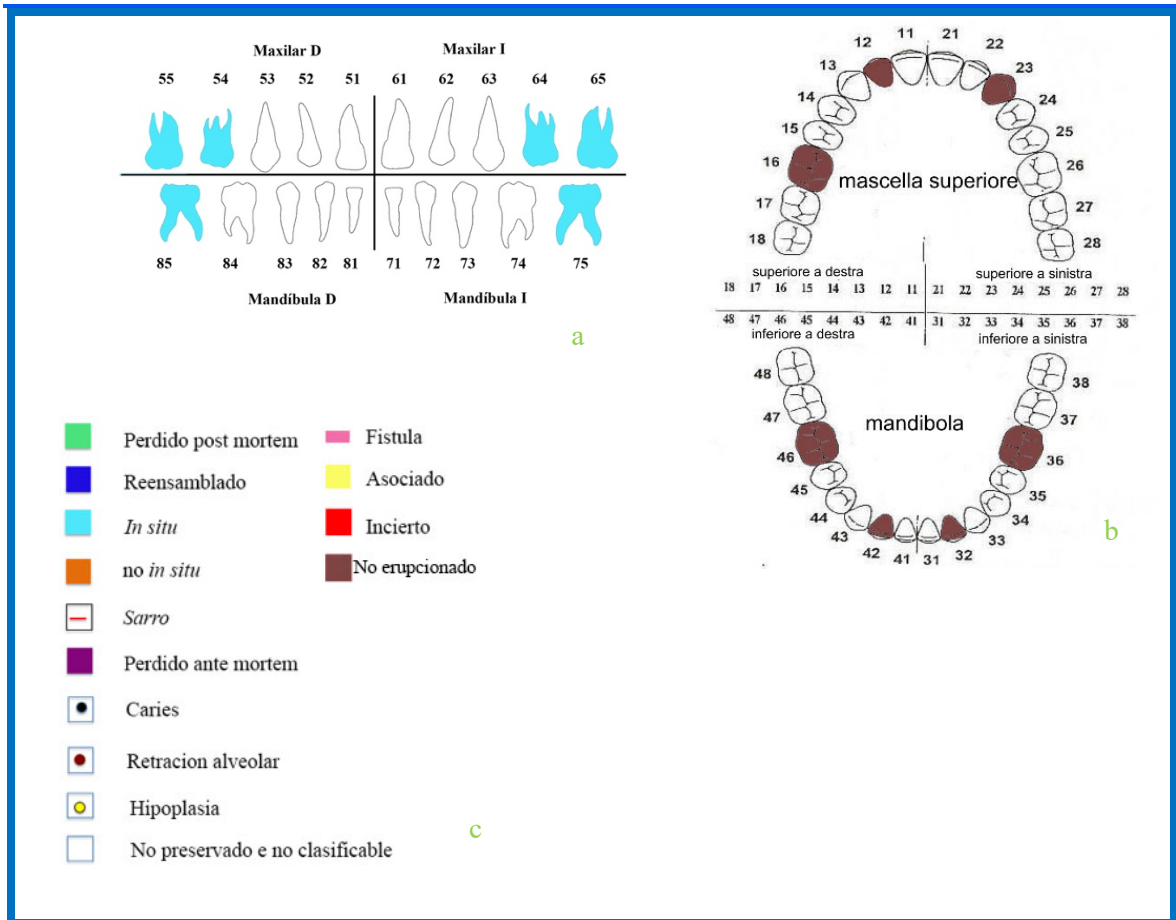 Maxilar D Maxilar I
55 54 53 52 51 61 62 63 64 65
85 84 83 82 81 71 72 73 74 75
Mandíbula D Mandíbula I
a
12 11 21 22
13 23
14 24
15 25
16 26
mascella superiore
17 27
18 28
superiore a destra superiore a sinistra
18 17 16 15 14 13 12 11 21 22 23 24 25 26 27 28
48 47 46 45 44 43 42 41 31 32 33 34 35 36 37 38
inferiore a destra inferiore a sinistra
48 38
47 37
mandibola
46 36
45 35
44 34
43 33
42 41 31 32
b
Perdido post mortem
Reensamblado
In situ
no in situ
Sarro
Perdido ante mortem
Caries
Retracion alveolar
Hipoplasia
No preservado e no clasificable
Fistula
Asociado
Incierto
No erupcionado
c